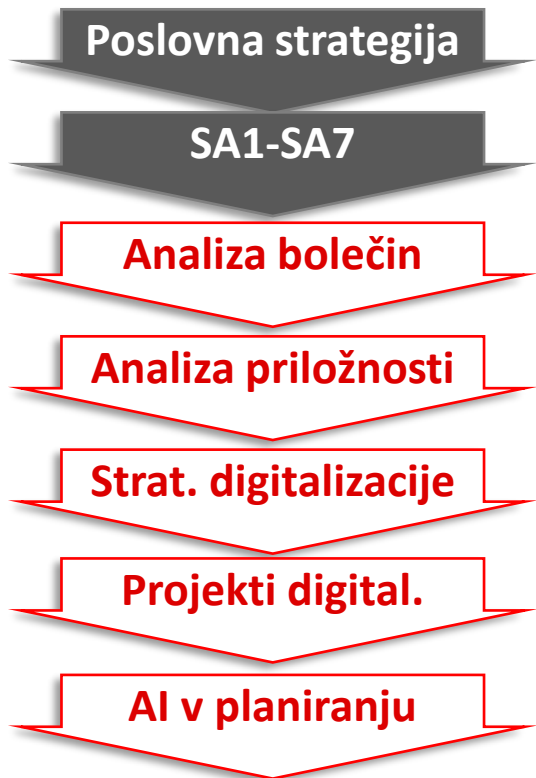 Poslovna strategija
SA1-SA7
Analiza bolečin
Analiza priložnosti
Strat. digitalizacije
Projekti digital.
AI v planiranju